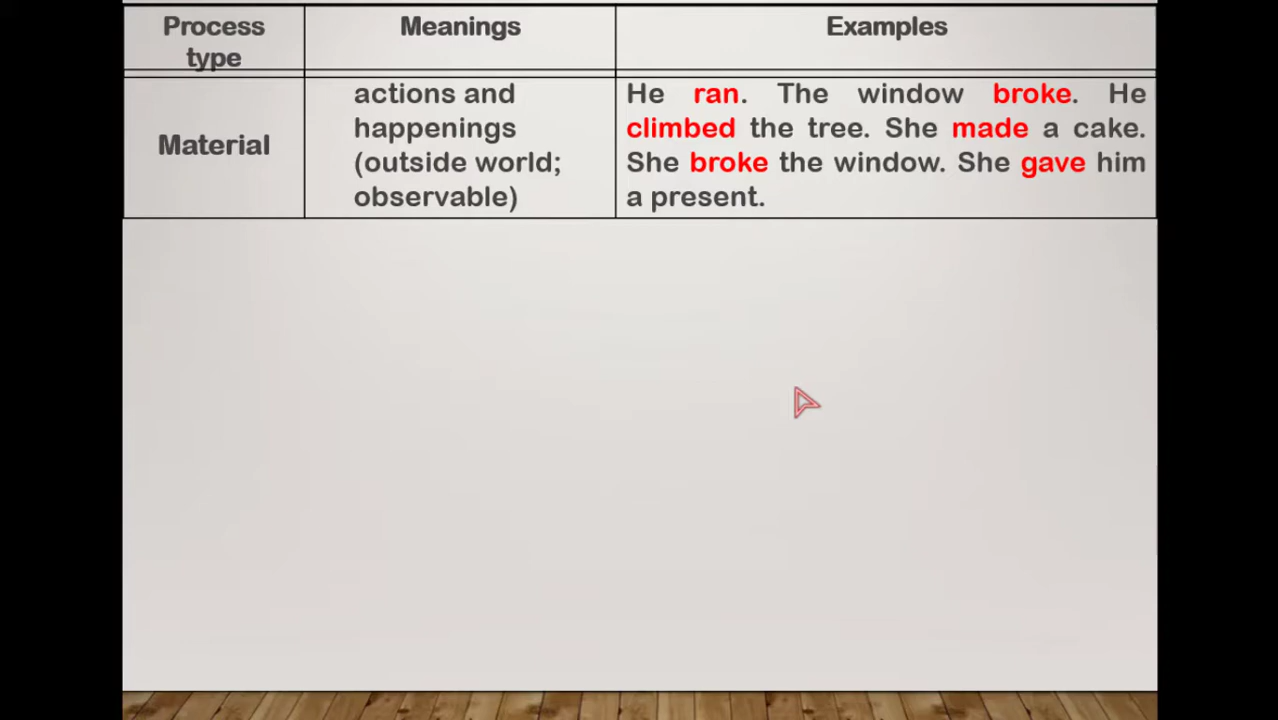 Process type
Meanings
Examples
Material
actions and
happenings
(outside world;
observable)
He ran. The window broke. He
climbed the tree. She made a cake.
She broke the window. She gave him
a present.